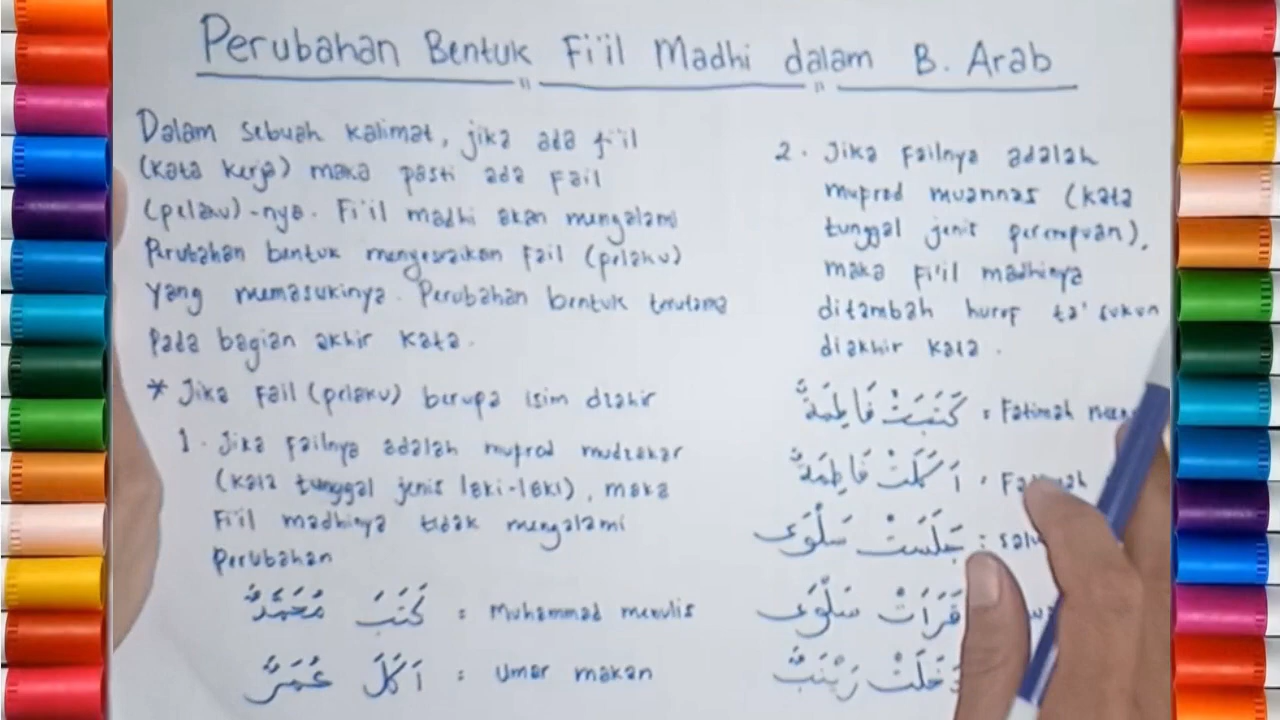 Perubahan Bentuk Fi'il Madhi dalam B. Arab
Dalam sebuah kalimat, jika ada fi'il
(kata kerja) maka pasti ada Fail
(pelaku)-nya. Fi'il madhi akan mengalami
Perubahan bentuk menyesuaikan Fail (pelaku)
yang memasukinya. Perubahan bentuk terutama
Pada bagian akhir kata.
* Jika Fail (pelaku) berupa isim dzahir
1. Jika Failnya adalah muprod mudzakar
(kata tunggal jenis laki-laki), maka
Fi'il madhinya tidak mengalami
Perubahan
كَتَبَ مُحَمَّدٌ = Muhammad menulis
اَكَلَ عُمَرٌ = Umar makan
2. Jika Failnya adalah
muprod muannas (kata
tunggal jenis perempuan),
maka Fi'il madhinya
ditambah huruf ta' sukun
diakhir kata.
كَتَبَتْ فَاطِمَةٌ = Fatimah
اَكَلَتْ فَاطِمَةٌ =
جَلَسَتْ سَلْوَى =
قَرَاَتْ سَلْوَى
دَخَلَتْ زَيْنَبٌ